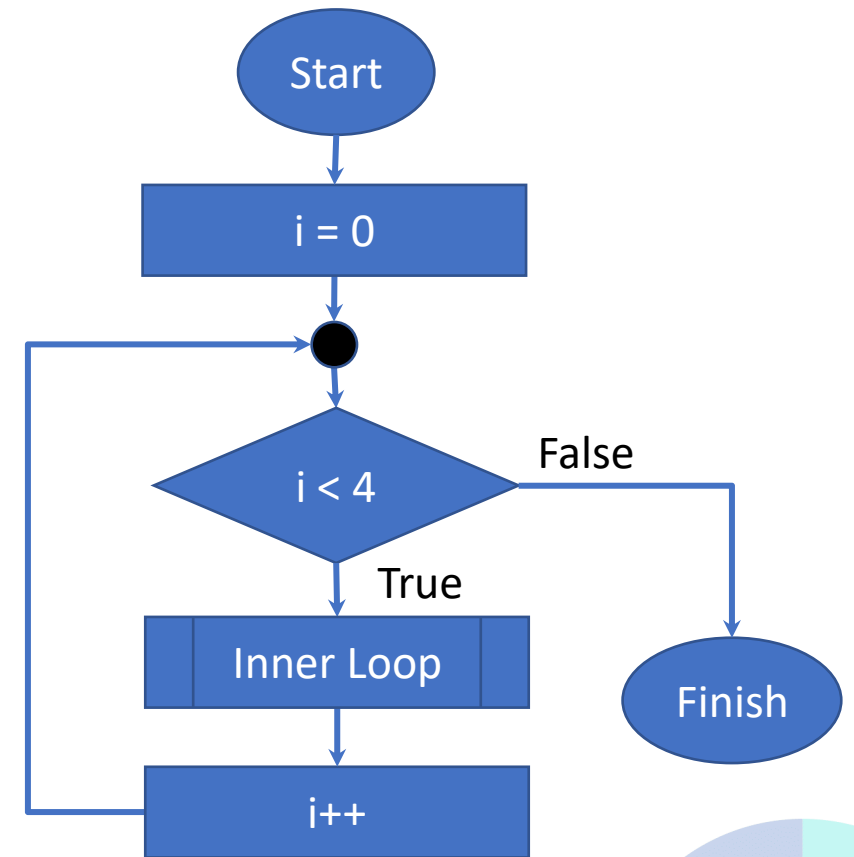 Start
i = 0
i < 4
False
True
Inner Loop
Finish
i++